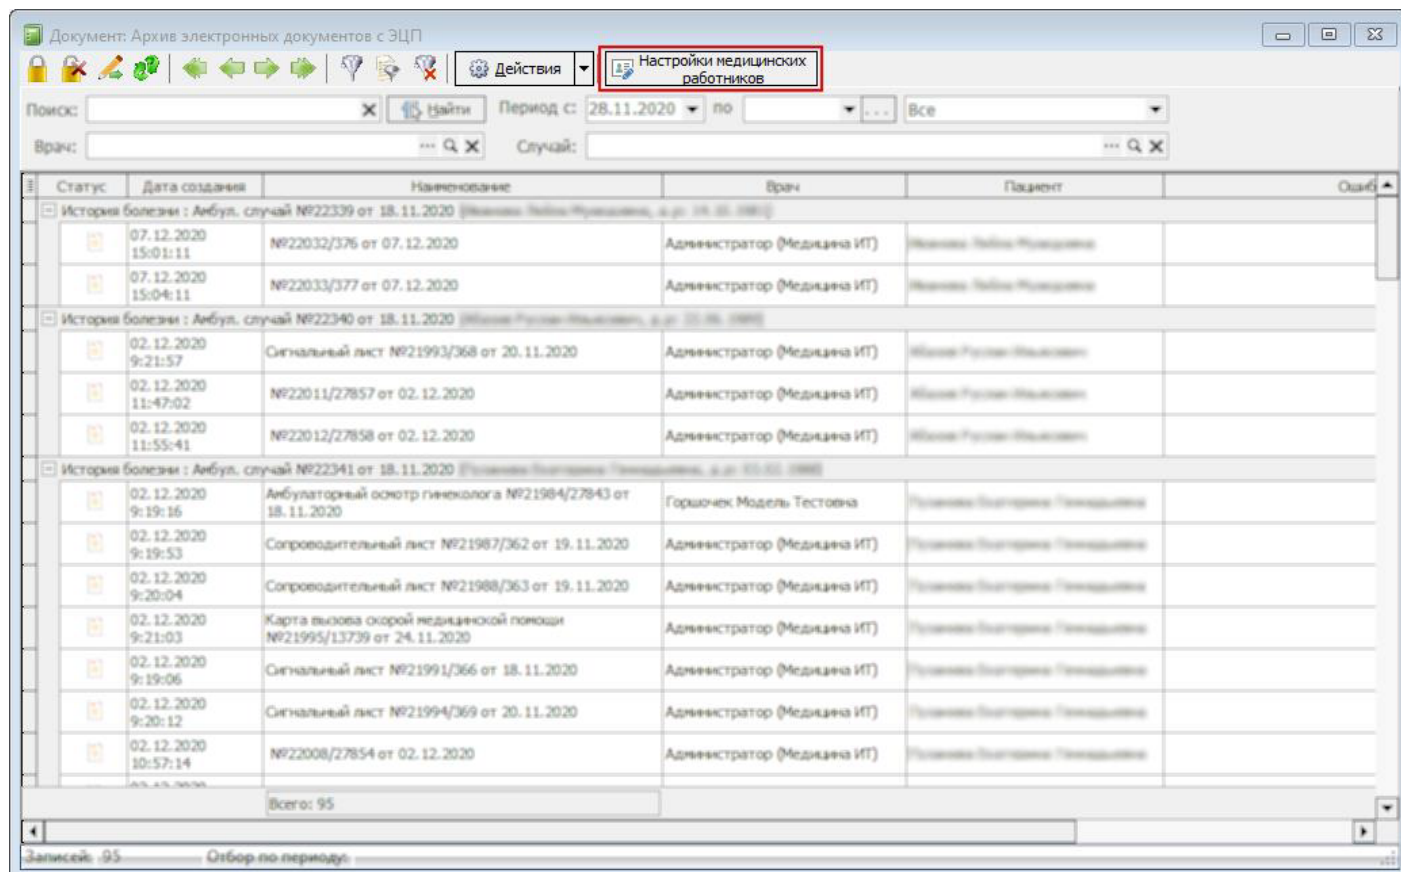 Документ: Архив электронных документов с ЭЦП
Действия
Настройки медицинских
работников
Поиск: Найти Период с: 28.11.2020 по ... Все
Врач: ... Случай: ...
Статус Дата создания Наименование Врач Пациент Ошиб
История болезни : Амбул. случай №22339 от 18.11.2020
07.12.2020
15:01:11
№22032/376 от 07.12.2020 Администратор (Медицина ИТ)
07.12.2020
15:04:11
№22033/377 от 07.12.2020 Администратор (Медицина ИТ)
История болезни : Амбул. случай №22340 от 18.11.2020
02.12.2020
9:21:57
Сигнальный лист №21993/368 от 20.11.2020 Администратор (Медицина ИТ)
02.12.2020
11:47:02
№22011/27857 от 02.12.2020 Администратор (Медицина ИТ)
02.12.2020
11:55:41
№22012/27858 от 02.12.2020 Администратор (Медицина ИТ)
История болезни : Амбул. случай №22341 от 18.11.2020
02.12.2020
9:19:16
Амбулаторный осмотр гинеколога №21984/27843 от
18.11.2020
Горшочек Модель Тестовна
02.12.2020
9:19:53
Сопроводительный лист №21987/362 от 19.11.2020 Администратор (Медицина ИТ)
02.12.2020
9:20:04
Сопроводительный лист №21988/363 от 19.11.2020 Администратор (Медицина ИТ)
02.12.2020
9:21:03
Карта вызова скорой медицинской помощи
№21995/13739 от 24.11.2020
Администратор (Медицина ИТ)
02.12.2020
9:19:06
Сигнальный лист №21991/366 от 18.11.2020 Администратор (Медицина ИТ)
02.12.2020
9:20:12
Сигнальный лист №21994/369 от 20.11.2020 Администратор (Медицина ИТ)
02.12.2020
10:57:14
№22008/27854 от 02.12.2020 Администратор (Медицина ИТ)
Всего: 95
Записей: 95 Отбор по периоду: